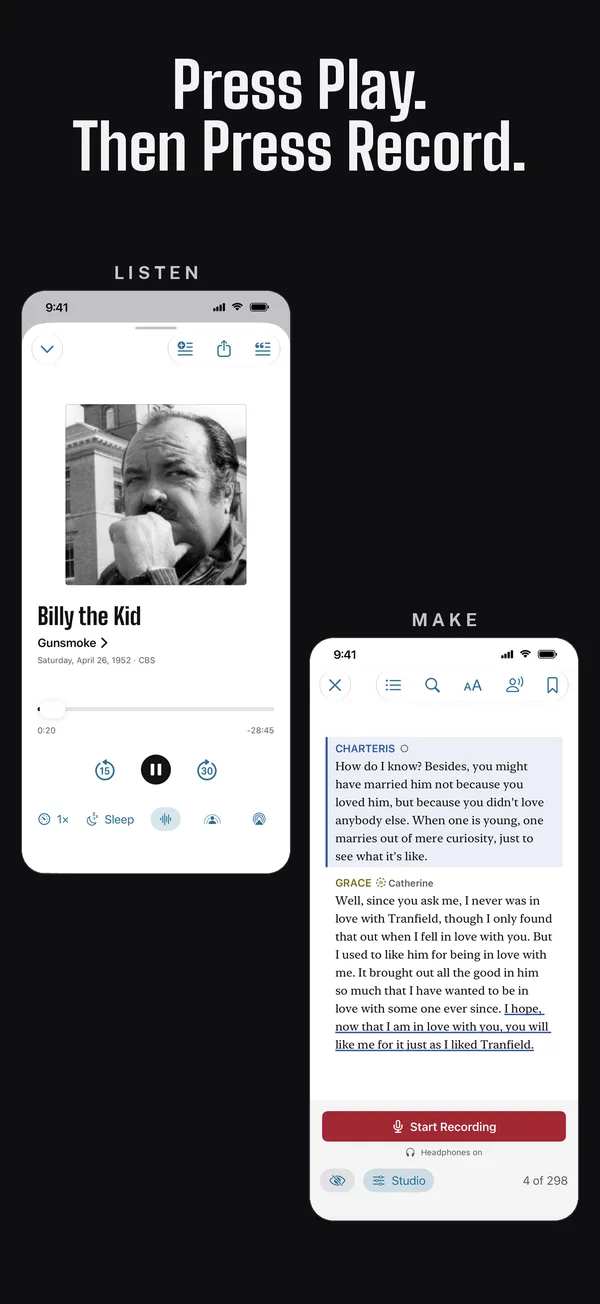 Press Play.
Then Press Record.
LISTEN
9:41
Billy the Kid
Gunsmoke
Saturday, April 26, 1952 · CBS
0:20 -28:45
15 30
1× Sleep
MAKE
9:41
AA
CHARTERIS
How do I know? Besides, you might
have married him not because you
loved him, but because you didn't love
anybody else. When one is young, one
marries out of mere curiosity, just to
see what it's like.
GRACE Catherine
Well, since you ask me, I never was in
love with Tranfield, though I only found
that out when I fell in love with you. But
I used to like him for being in love with
me. It brought out all the good in him
so much that I have wanted to be in
love with some one ever since. I hope,
now that I am in love with you, you will
like me for it just as I liked Tranfield.
Start Recording
Headphones on
Studio 4 of 298